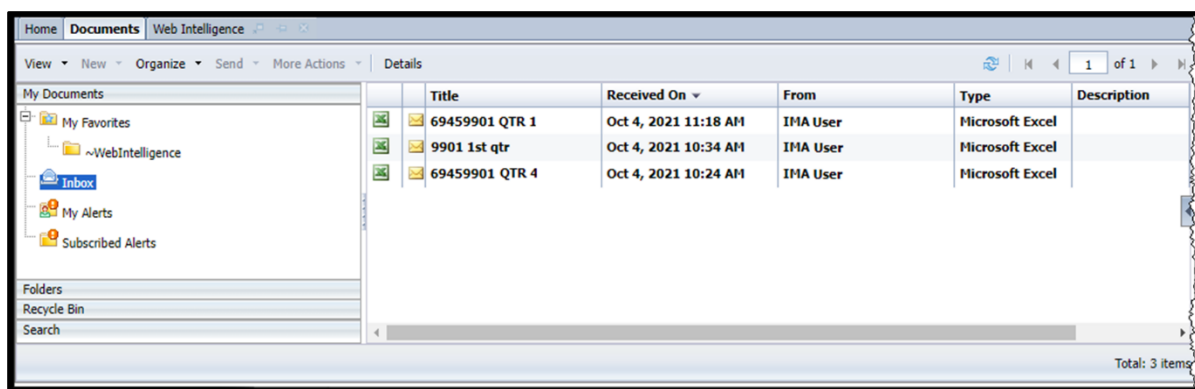 Home Documents Web Intelligence
View New Organize Send More Actions Details 1 of 1
My Documents
Title Received On From Type Description
My Favorites
69459901 QTR 1 Oct 4, 2021 11:18 AM IMA User Microsoft Excel
~WebIntelligence
9901 1st qtr Oct 4, 2021 10:34 AM IMA User Microsoft Excel
Inbox
69459901 QTR 4 Oct 4, 2021 10:24 AM IMA User Microsoft Excel
My Alerts
Subscribed Alerts
Folders
Recycle Bin
Search
Total: 3 items